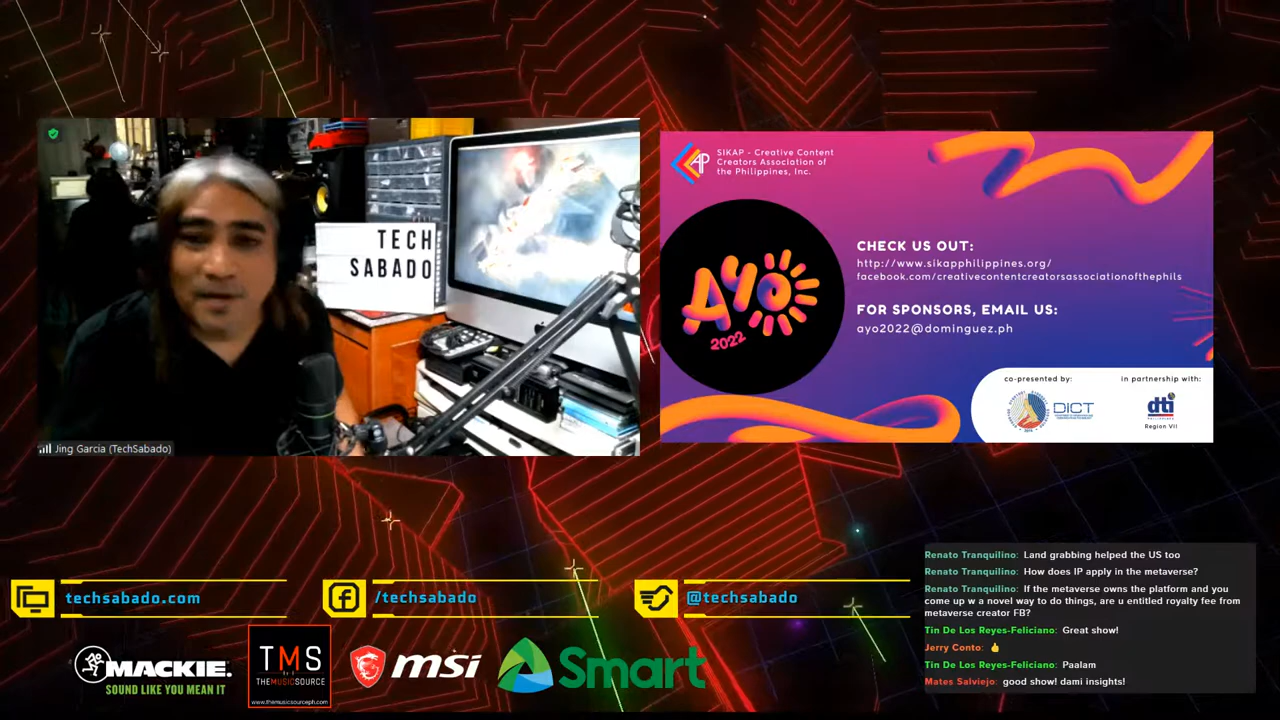 TECH
SABADO
Jing Garcia (TechSabado)
SIKAP - Creative Content
Creators Association of
the Philippines, Inc.
AYO
2022
CHECK US OUT:
http://www.sikapphilippines.org/
facebook.com/creativecontentcreatorsassociationofthephils
FOR SPONSORS, EMAIL US:
ayo2022@dominguez.ph
co-presented by:
in partnership with:
DICT
dti
PHILIPPINES
Region VII
techsabado.com
/techsabado
@techsabado
MACKIE.
SOUND LIKE YOU MEAN IT
TMS
THEMUSICSOURCE
www.themusicsourceph.com
msi
Smart
Renato Tranquilino: Land grabbing helped the US too
Renato Tranquilino: How does IP apply in the metaverse?
Renato Tranquilino: If the metaverse owns the platform and you
come up w a novel way to do things, are u entitled royalty fee from
metaverse creator FB?
Tin De Los Reyes-Feliciano: Great show!
Jerry Conto: 👍
Tin De Los Reyes-Feliciano: Paalam
Mates Salviejo: good show! dami insights!